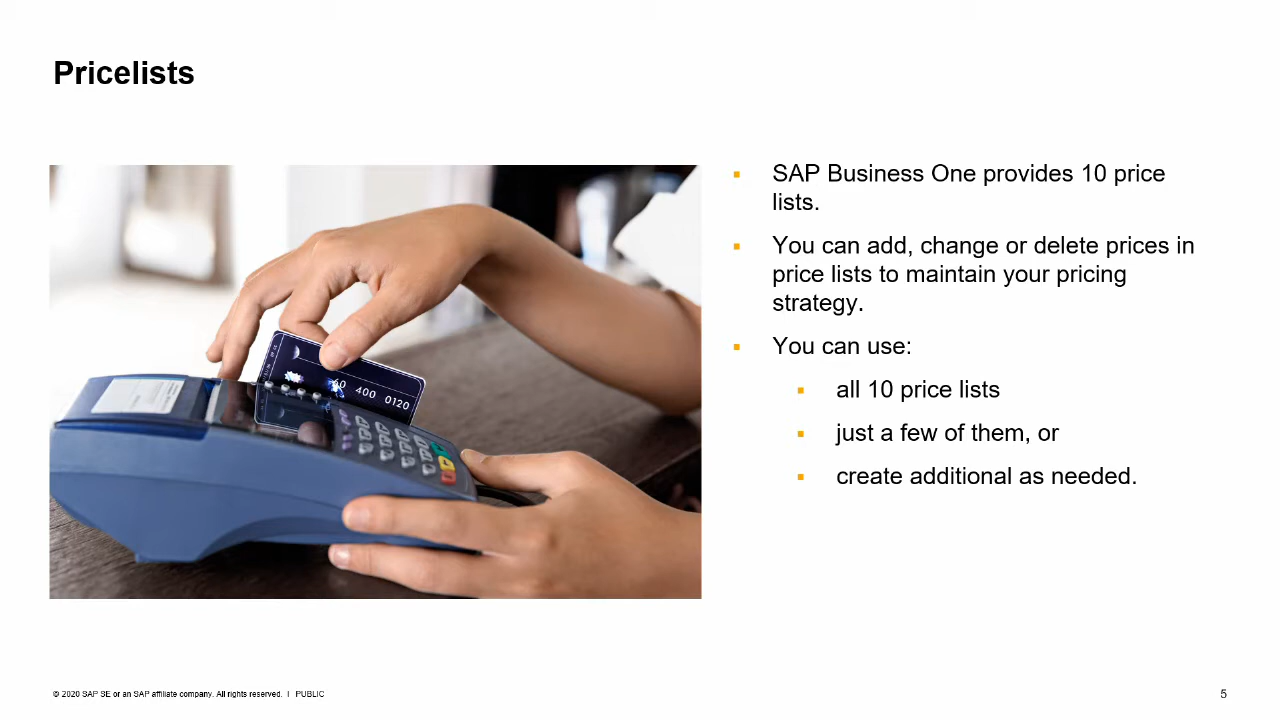 Pricelists
SAP Business One provides 10 price
lists.
You can add, change or delete prices in
price lists to maintain your pricing
strategy.
You can use:
all 10 price lists
just a few of them, or
create additional as needed.
400 0120
© 2020 SAP SE or an SAP affiliate company. All rights reserved. I PUBLIC
5